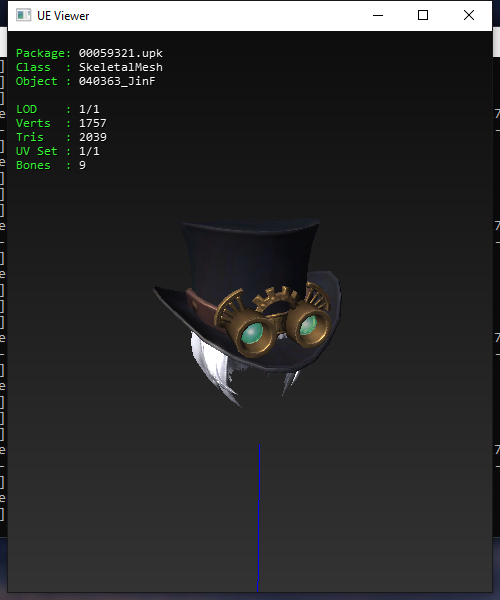 UE Viewer
Package: 00059321.upk
Class : SkeletalMesh
Object : 040363_JinF
LOD : 1/1
Verts : 1757
Tris : 2039
UV Set : 1/1
Bones : 9